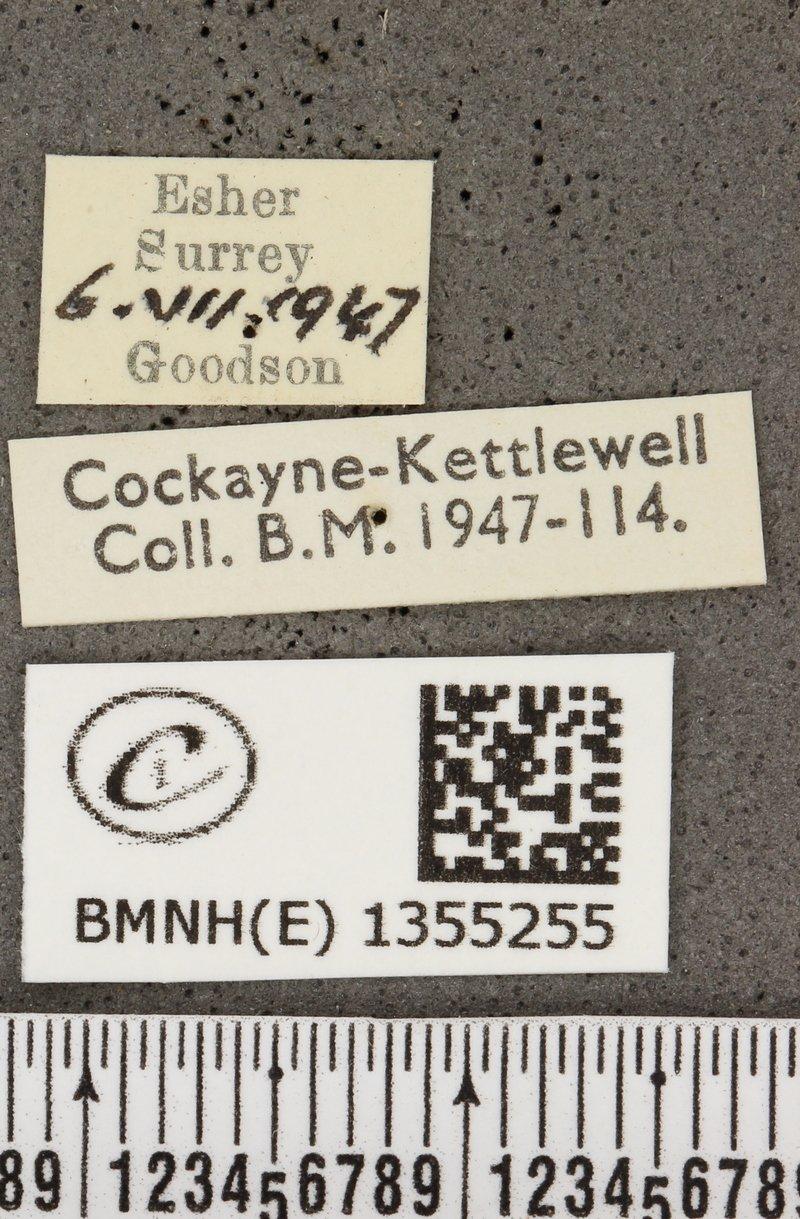 Esher
Surrey
6.VII.1947
Goodson
Cockayne-Kettlewell
Coll. B.M. 1947-114.
C
BMNH(E) 1355255
89 123456789 123456789